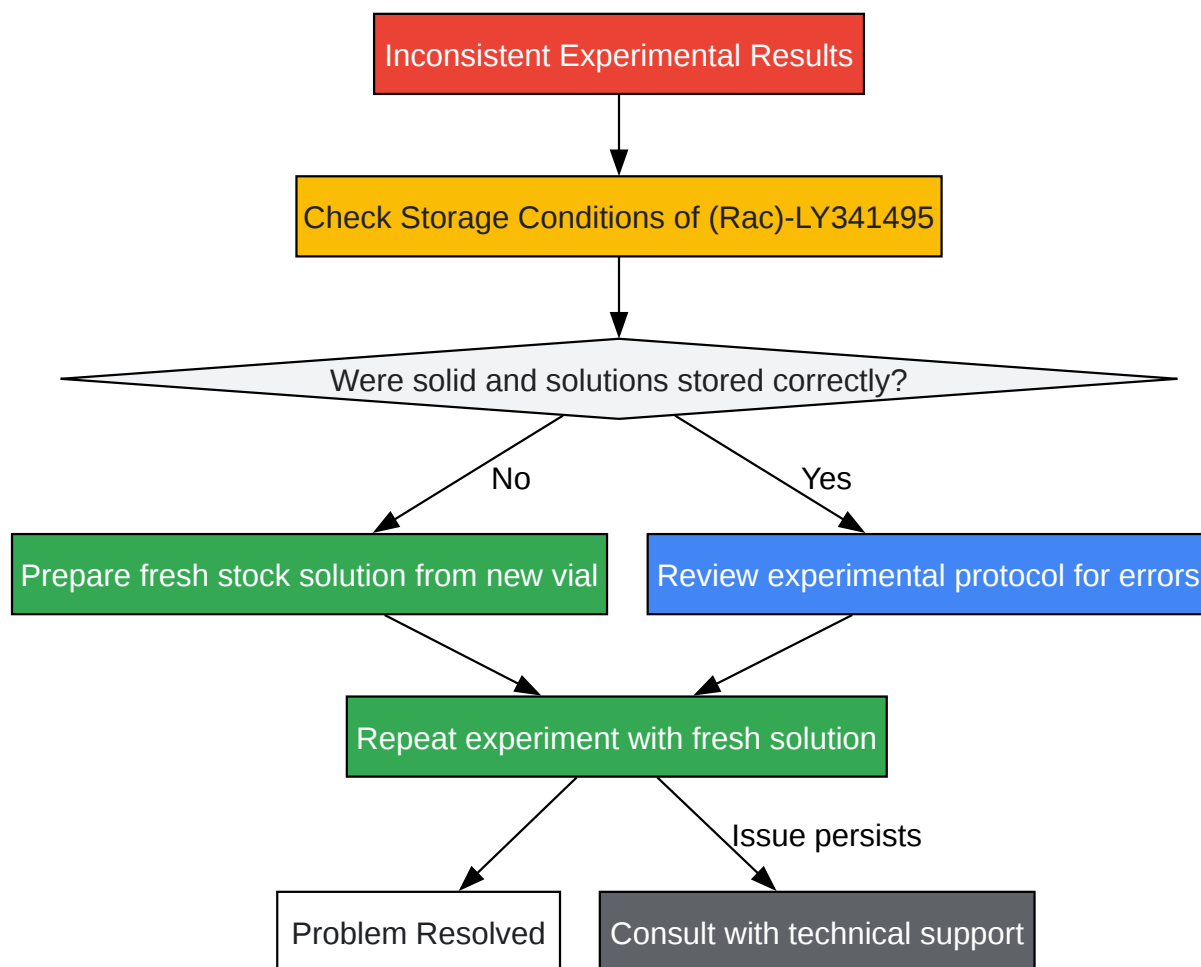 Inconsistent Experimental Results
Check Storage Conditions of (Rac)-LY341495
Were solid and solutions stored correctly?
No
Yes
Prepare fresh stock solution from new vial
Review experimental protocol for errors
Repeat experiment with fresh solution
Issue persists
Problem Resolved
Consult with technical support